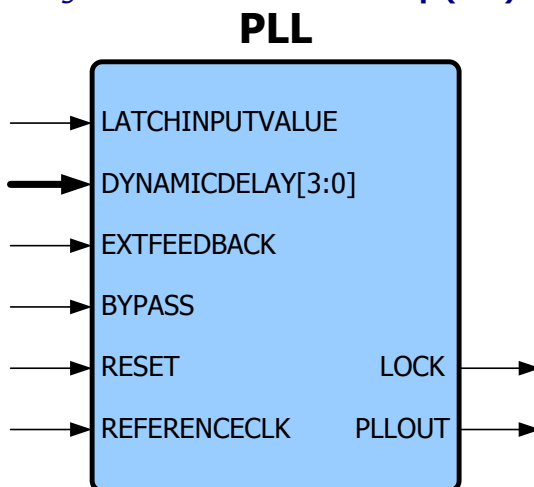 PLL
LATCHINPUTVALUE
DYNAMICDELAY[3:0]
EXTFEEDBACK
BYPASS
RESET LOCK
REFERENCECLK PLLOUT